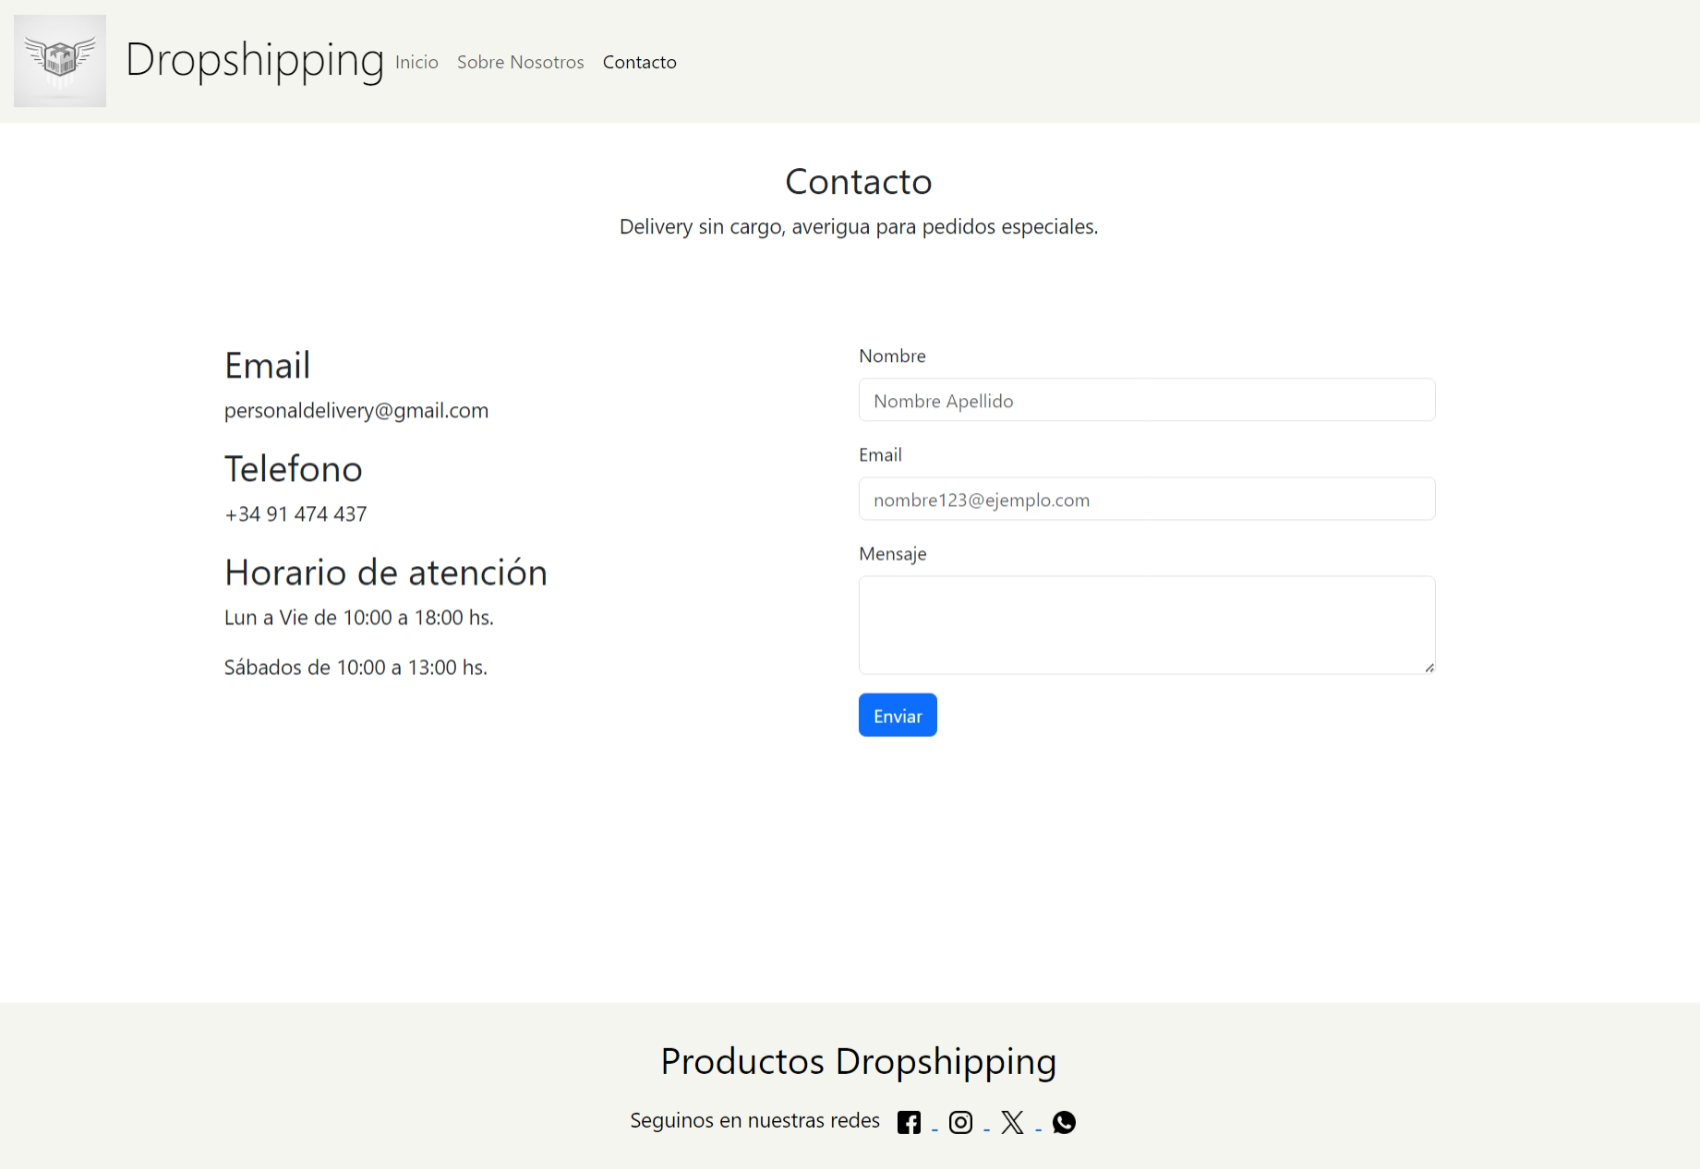 Dropshipping Inicio Sobre Nosotros Contacto
Contacto
Delivery sin cargo, averigua para pedidos especiales.
Email
personaldelivery@gmail.com
Telefono
+34 91 474 437
Horario de atención
Lun a Vie de 10:00 a 18:00 hs.
Sábados de 10:00 a 13:00 hs.
Nombre
Nombre Apellido
Email
nombre123@ejemplo.com
Mensaje
Enviar
Productos Dropshipping
Seguinos en nuestras redes